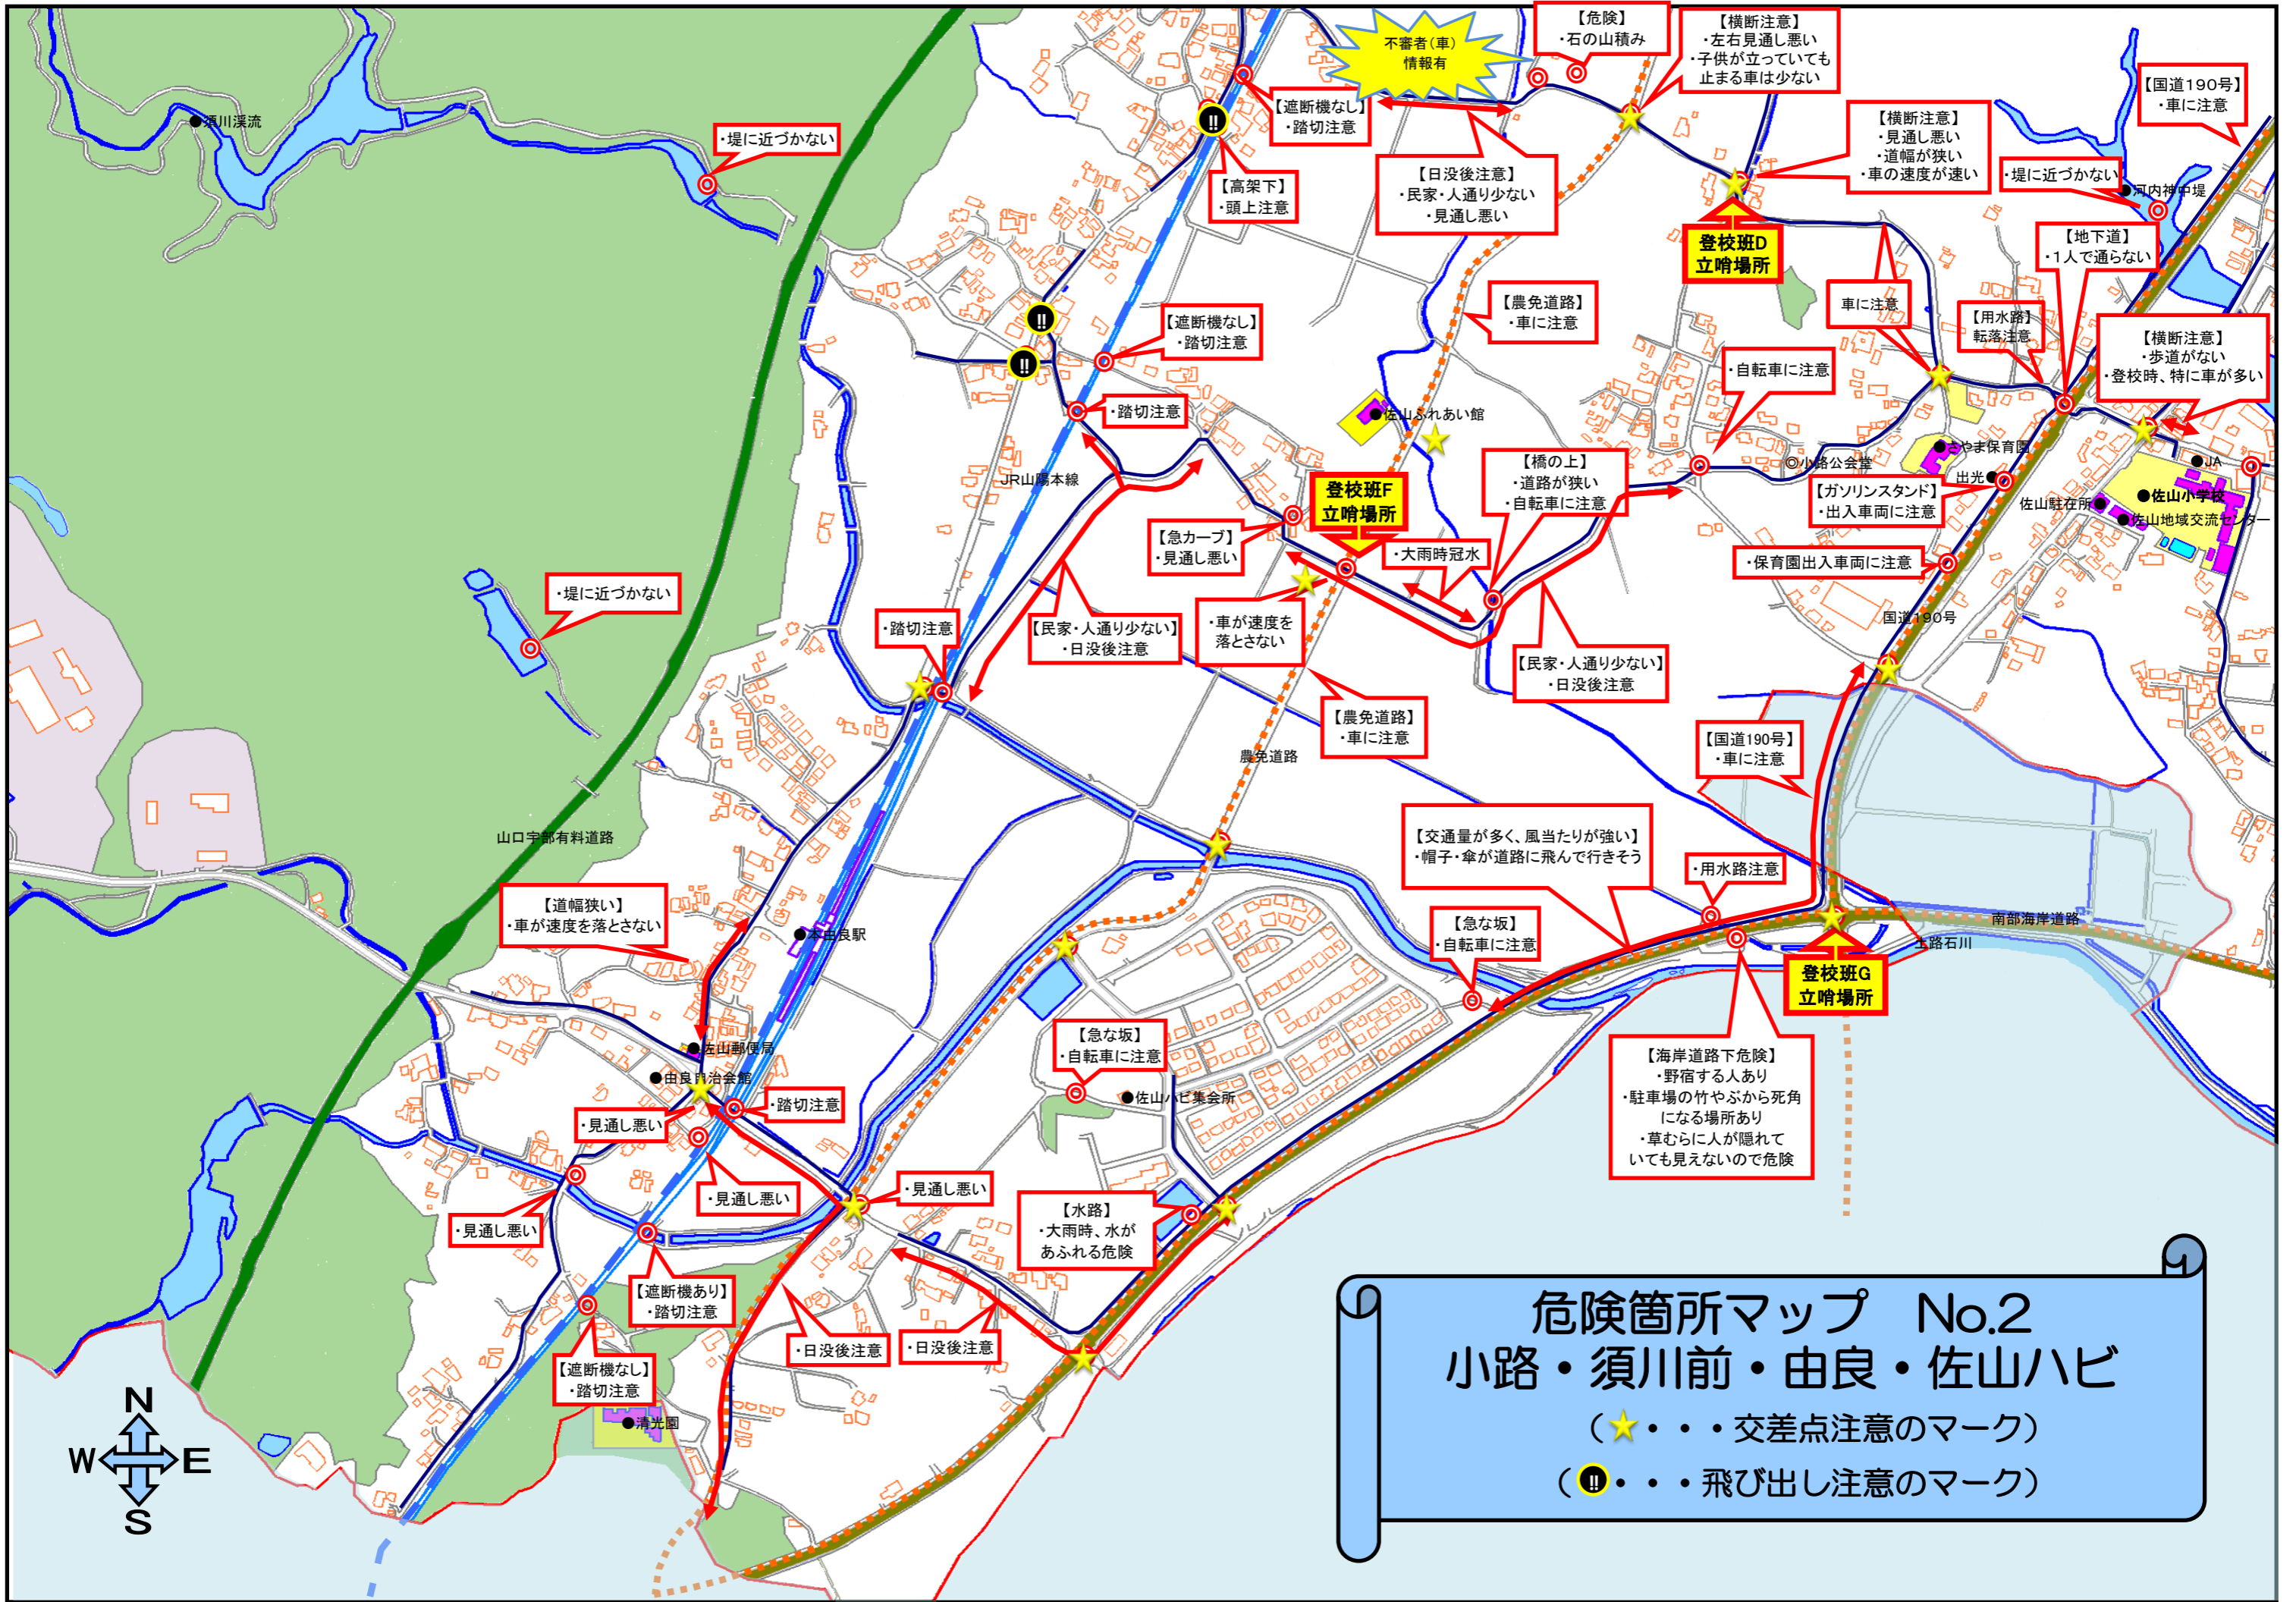 不審者(車)
情報有
【危険】
・石の山積み
【横断注意】
・左右見通し悪い
・子供が立っていても
止まる車は少ない
【国道190号】
・車に注意
【遮断機なし】
・踏切注意
【横断注意】
・見通し悪い
・道幅が狭い
・車の速度が速い
●須川渓流
・堤に近づかない
【高架下】
・頭上注意
【日没後注意】
・民家・人通り少ない
・見通し悪い
・堤に近づかない
●河内神中堤
登校班D
立哨場所
【地下道】
・1人で通らない
【遮断機なし】
・踏切注意
【農免道路】
・車に注意
車に注意
【用水路】
転落注意
【横断注意】
・歩道がない
・登校時、特に車が多い
・自転車に注意
・踏切注意
●佐山ふれあい館
JR山陽本線
登校班F
立哨場所
【橋の上】
・道路が狭い
・自転車に注意
◎小路公会堂
●さやま保育園
出光●
●JA
【ガソリンスタンド】
・出入車両に注意
佐山駐在所●
●佐山小学校
●佐山地域交流センター
【急カーブ】
・見通し悪い
・大雨時冠水
・保育園出入車両に注意
・堤に近づかない
・踏切注意
【民家・人通り少ない】
・日没後注意
・車が速度を
落とさない
【民家・人通り少ない】
・日没後注意
国道190号
【農免道路】
・車に注意
農免道路
【国道190号】
・車に注意
山口宇部有料道路
【交通量が多く、風当たりが強い】
・帽子・傘が道路に飛んで行きそう
・用水路注意
【道幅狭い】
・車が速度を落とさない
●本由良駅
【急な坂】
・自転車に注意
南部海岸道路
土路石川
登校班G
立哨場所
●佐山郵便局
●由良自治会館
【急な坂】
・自転車に注意
●佐山ハビ集会所
【海岸道路下危険】
・野宿する人あり
・駐車場の竹やぶから死角
になる場所あり
・草むらに人が隠れて
いても見えないので危険
・踏切注意
・見通し悪い
・見通し悪い
・見通し悪い
・見通し悪い
【水路】
・大雨時、水が
あふれる危険
【遮断機あり】
・踏切注意
・日没後注意
・日没後注意
【遮断機なし】
・踏切注意
●清光園
N
W
E
S
危険箇所マップ　No.2
小路・須川前・由良・佐山ハビ
（★・・・交差点注意のマーク）
（‼・・・飛び出し注意のマーク）